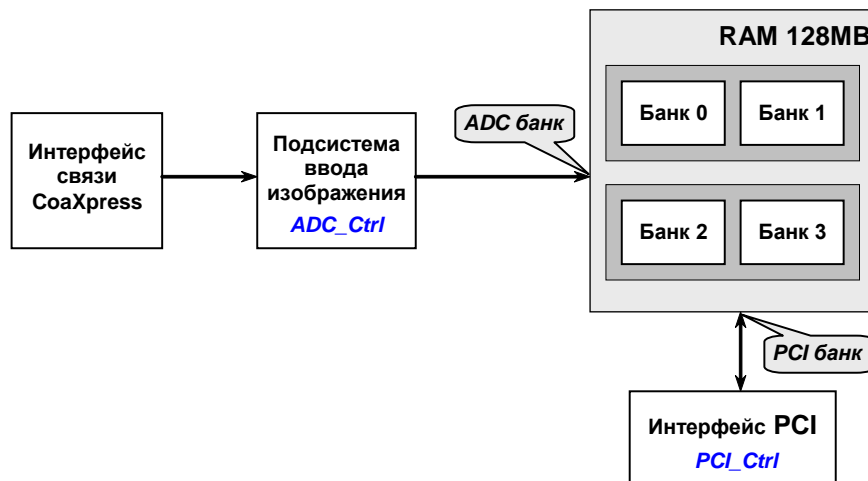 RAM 128MB
Банк 0
Банк 1
ADC банк
Интерфейс
связи
CoaXpress
Подсистема
ввода
изображения
ADC_Ctrl
Банк 2
Банк 3
PCI банк
Интерфейс PCI
PCI_Ctrl